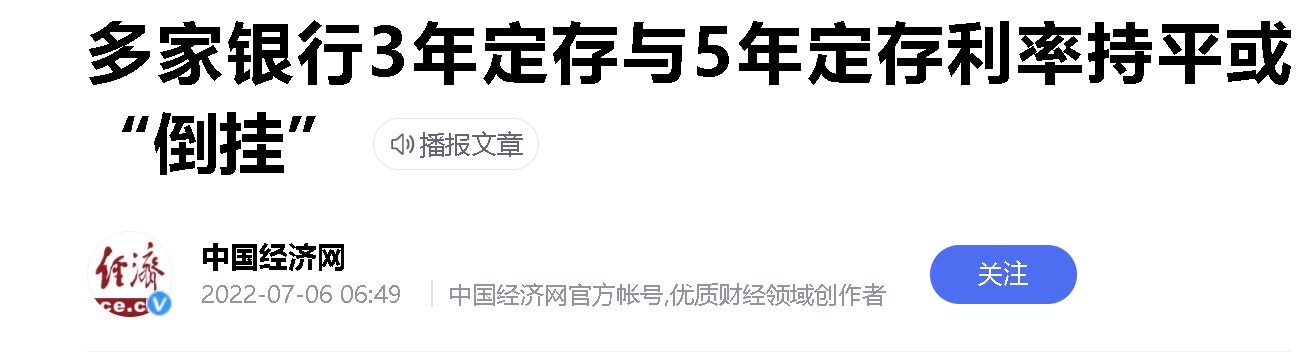 多家银行3年定存与5年定存利率持平或
“倒挂”
播报文章
经济
ce.c
V
中国经济网
2022-07-06 06:49
中国经济网官方帐号,优质财经领域创作者
关注